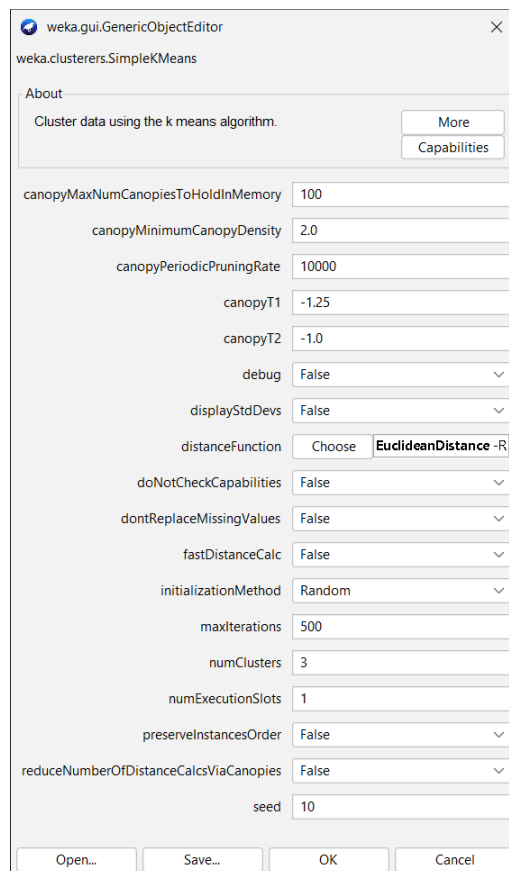 weka.gui.GenericObjectEditor
weka.clusterers.SimpleKMeans
About
Cluster data using the k means algorithm.
More
Capabilities
canopyMaxNumCanopiesToHoldInMemory 100
canopyMinimumCanopyDensity 2.0
canopyPeriodicPruningRate 10000
canopyT1 -1.25
canopyT2 -1.0
debug False
displayStdDevs False
distanceFunction Choose EuclideanDistance -R
doNotCheckCapabilities False
dontReplaceMissingValues False
fastDistanceCalc False
initializationMethod Random
maxIterations 500
numClusters 3
numExecutionSlots 1
preserveInstancesOrder False
reduceNumberOfDistanceCalcsViaCanopies False
seed 10
Open... Save... OK Cancel